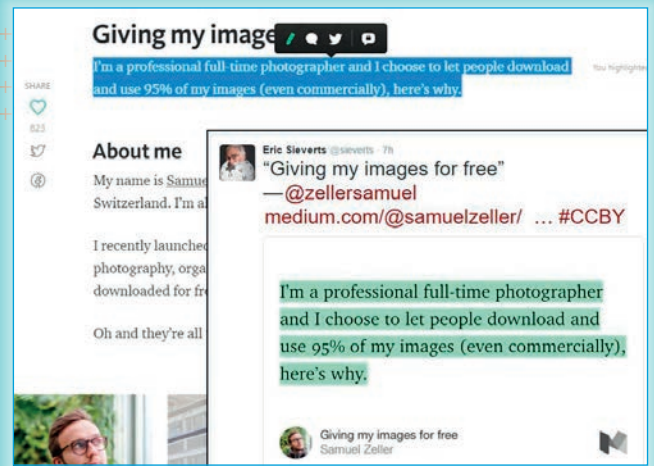 Giving my image
I'm a professional full-time photographer and I choose to let people download
and use 95% of my images (even commercially), here's why.
You highlighted
SHARE
823
About me
My name is Samue
Switzerland. I'm al
I recently launched
photography, orga
downloaded for fre
Oh and they're all
Eric Sieverts @sieverts · 7h
"Giving my images for free"
—@zellersamuel
medium.com/@samuelzeller/ … #CCBY
I'm a professional full-time photographer
and I choose to let people download and
use 95% of my images (even commercially),
here's why.
Giving my images for free
Samuel Zeller